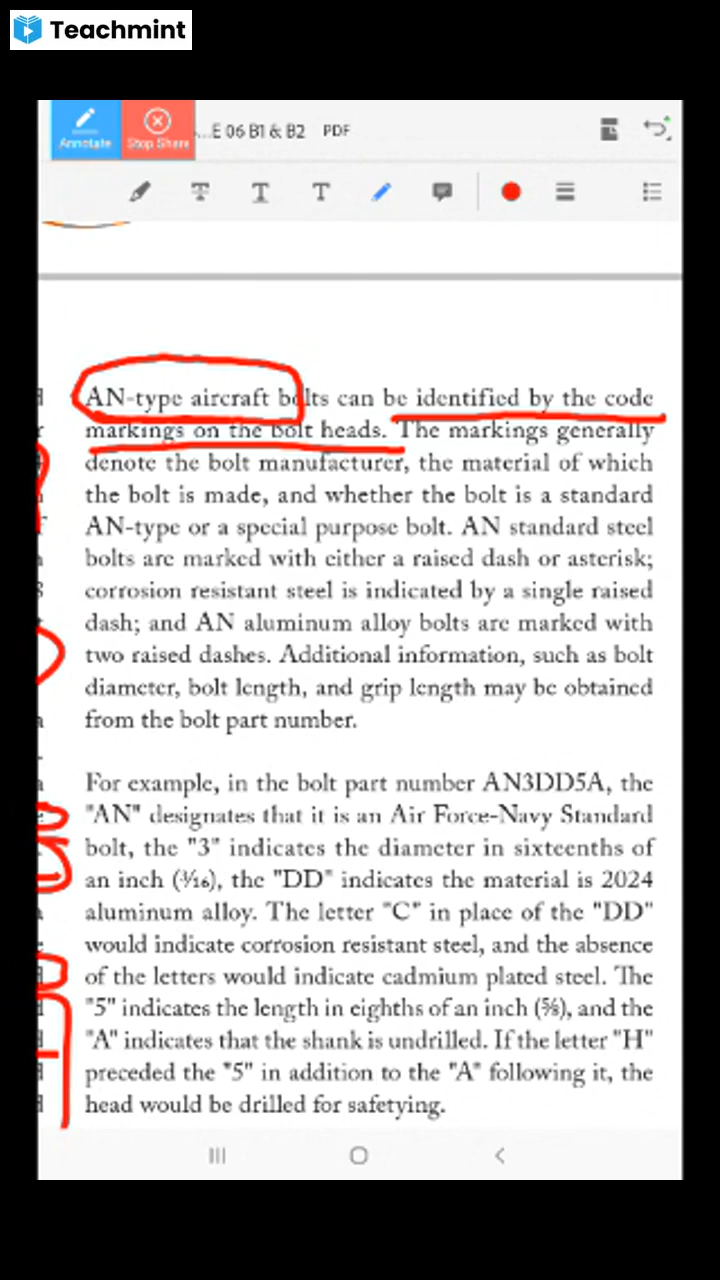 Teachmint
Annotate
Stop Share
...E 06 B1 & B2 PDF
AN-type aircraft bolts can be identified by the code
markings on the bolt heads. The markings generally
denote the bolt manufacturer, the material of which
the bolt is made, and whether the bolt is a standard
AN-type or a special purpose bolt. AN standard steel
bolts are marked with either a raised dash or asterisk;
corrosion resistant steel is indicated by a single raised
dash; and AN aluminum alloy bolts are marked with
two raised dashes. Additional information, such as bolt
diameter, bolt length, and grip length may be obtained
from the bolt part number.
For example, in the bolt part number AN3DD5A, the
"AN" designates that it is an Air Force-Navy Standard
bolt, the "3" indicates the diameter in sixteenths of
an inch (3⁄16), the "DD" indicates the material is 2024
aluminum alloy. The letter "C" in place of the "DD"
would indicate corrosion resistant steel, and the absence
of the letters would indicate cadmium plated steel. The
"5" indicates the length in eighths of an inch (⅝), and the
"A" indicates that the shank is undrilled. If the letter "H"
preceded the "5" in addition to the "A" following it, the
head would be drilled for safetying.